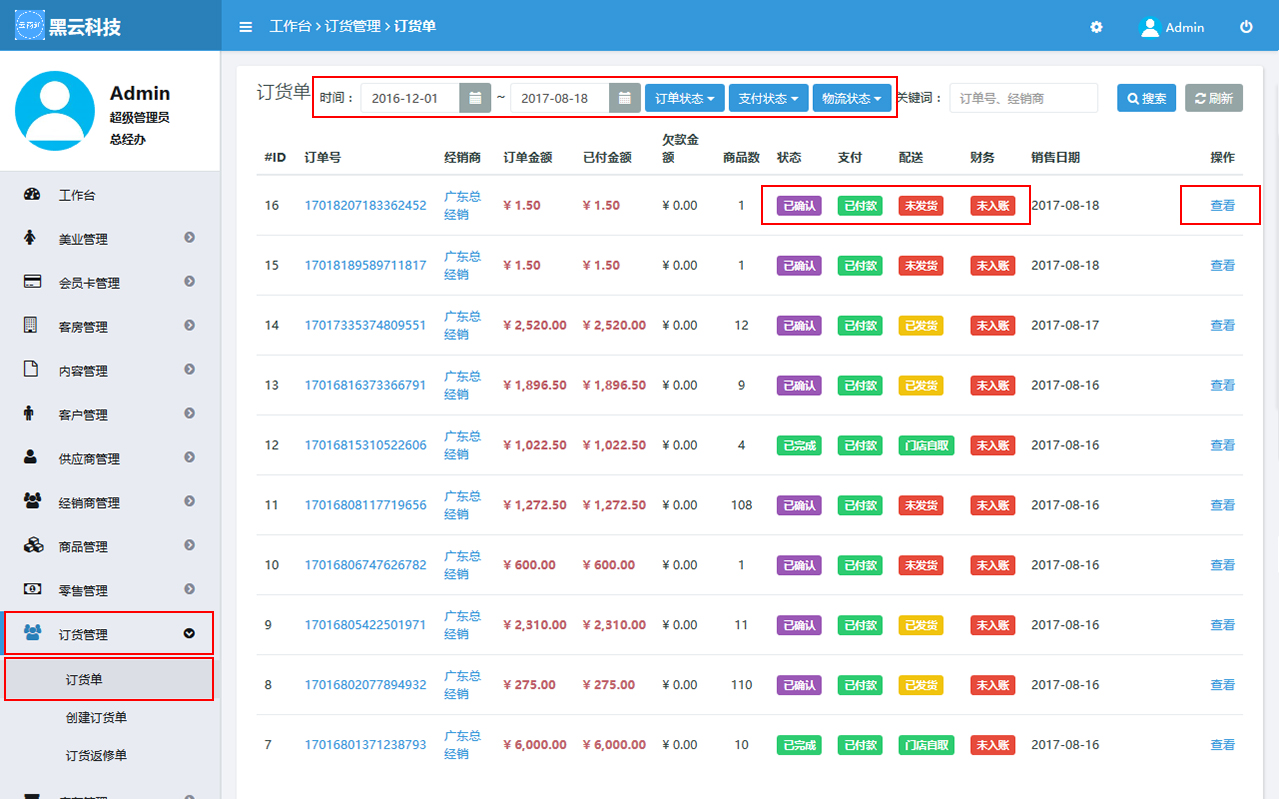 黑云科技
工作台 > 订货管理 > 订货单
Admin
Admin
超级管理员
总经办
工作台
美业管理
会员卡管理
客房管理
内容管理
客户管理
供应商管理
经销商管理
商品管理
零售管理
订货管理
订货单
创建订货单
订货返修单
订货单 时间： 2016-12-01 ~ 2017-08-18 订单状态 支付状态 物流状态 关键词： 订单号、经销商 搜索 刷新
#ID 订单号 经销商 订单金额 已付金额 欠款金额 商品数 状态 支付 配送 财务 销售日期 操作
16 17018207183362452 广东总经销 ¥ 1.50 ¥ 1.50 ¥ 0.00 1 已确认 已付款 未发货 未入账 2017-08-18 查看
15 17018189589711817 广东总经销 ¥ 1.50 ¥ 1.50 ¥ 0.00 1 已确认 已付款 未发货 未入账 2017-08-18 查看
14 17017335374809551 广东总经销 ¥ 2,520.00 ¥ 2,520.00 ¥ 0.00 12 已确认 已付款 已发货 未入账 2017-08-17 查看
13 17016816373366791 广东总经销 ¥ 1,896.50 ¥ 1,896.50 ¥ 0.00 9 已确认 已付款 已发货 未入账 2017-08-16 查看
12 17016815310522606 广东总经销 ¥ 1,022.50 ¥ 1,022.50 ¥ 0.00 4 已完成 已付款 门店自取 未入账 2017-08-16 查看
11 17016808117719656 广东总经销 ¥ 1,272.50 ¥ 1,272.50 ¥ 0.00 108 已确认 已付款 未发货 未入账 2017-08-16 查看
10 17016806747626782 广东总经销 ¥ 600.00 ¥ 600.00 ¥ 0.00 1 已确认 已付款 未发货 未入账 2017-08-16 查看
9 17016805422501971 广东总经销 ¥ 2,310.00 ¥ 2,310.00 ¥ 0.00 11 已确认 已付款 已发货 未入账 2017-08-16 查看
8 17016802077894932 广东总经销 ¥ 275.00 ¥ 275.00 ¥ 0.00 110 已确认 已付款 已发货 未入账 2017-08-16 查看
7 17016801371238793 广东总经销 ¥ 6,000.00 ¥ 6,000.00 ¥ 0.00 10 已完成 已付款 门店自取 未入账 2017-08-16 查看